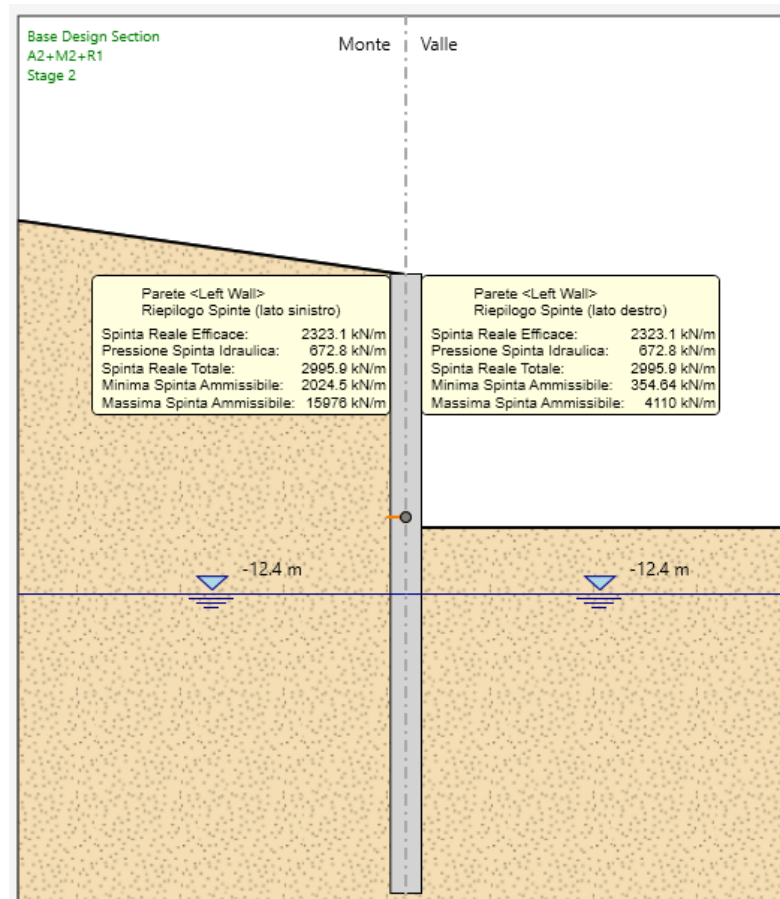 Base Design Section
A2+M2+R1
Stage 2
Monte
Valle
Parete <Left Wall>
Riepilogo Spinte (lato sinistro)
Spinta Reale Efficace: 2323.1 kN/m
Pressione Spinta Idraulica: 672.8 kN/m
Spinta Reale Totale: 2995.9 kN/m
Minima Spinta Ammissibile: 2024.5 kN/m
Massima Spinta Ammissibile: 15976 kN/m
Parete <Left Wall>
Riepilogo Spinte (lato destro)
Spinta Reale Efficace: 2323.1 kN/m
Pressione Spinta Idraulica: 672.8 kN/m
Spinta Reale Totale: 2995.9 kN/m
Minima Spinta Ammissibile: 354.64 kN/m
Massima Spinta Ammissibile: 4110 kN/m
-12.4 m
-12.4 m